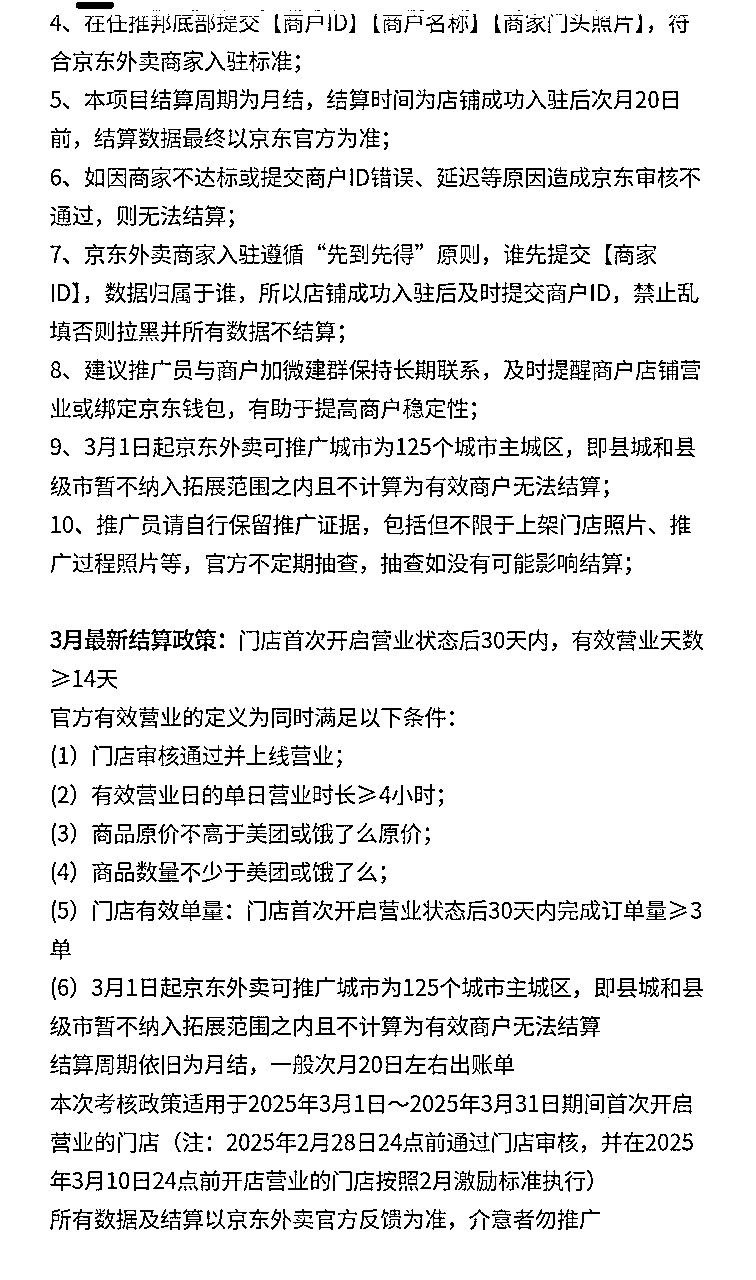 4、在任推邦底部提交【商户ID】【商户名称】【商家门头照片】，符
合京东外卖商家入驻标准；
5、本项目结算周期为月结，结算时间为店铺成功入驻后次月20日
前，结算数据最终以京东官方为准；
6、如因商家不达标或提交商户ID错误、延迟等原因造成京东审核不
通过，则无法结算；
7、京东外卖商家入驻遵循“先到先得”原则，谁先提交【商家
ID】，数据归属于谁，所以店铺成功入驻后及时提交商户ID，禁止乱
填否则拉黑并所有数据不结算；
8、建议推广员与商户加微建群保持长期联系，及时提醒商户店铺营
业或绑定京东钱包，有助于提高商户稳定性；
9、3月1日起京东外卖可推广城市为125个城市主城区，即县城和县
级市暂不纳入拓展范围之内且不计算为有效商户无法结算；
10、推广员请自行保留推广证据，包括但不限于上架门店照片、推
广过程照片等，官方不定期抽查，抽查如没有可能影响结算；
3月最新结算政策：门店首次开启营业状态后30天内，有效营业天数
≥14天
官方有效营业的定义为同时满足以下条件：
(1）门店审核通过并上线营业；
(2）有效营业日的单日营业时长≥4小时；
(3）商品原价不高于美团或饿了么原价；
(4）商品数量不少于美团或饿了么；
(5）门店有效单量：门店首次开启营业状态后30天内完成订单量≥3
单
(6）3月1日起京东外卖可推广城市为125个城市主城区，即县城和县
级市暂不纳入拓展范围之内且不计算为有效商户无法结算
结算周期依旧为月结，一般次月20日左右出账单
本次考核政策适用于2025年3月1日～2025年3月31日期间首次开启
营业的门店（注：2025年2月28日24点前通过门店审核，并在2025
年3月10日24点前开店营业的门店按照2月激励标准执行）
所有数据及结算以京东外卖官方反馈为准，介意者勿推广